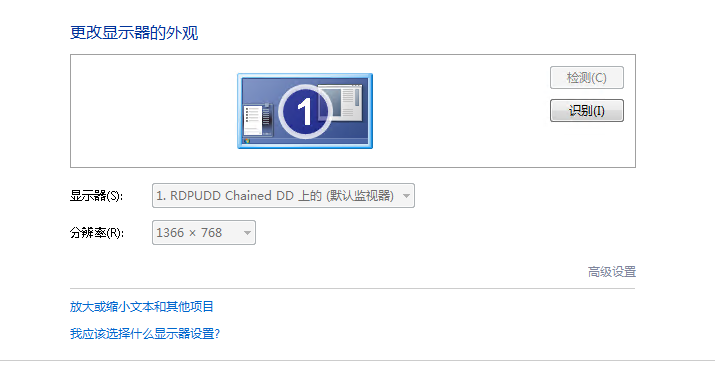 更改显示器的外观
1
检测(C)
识别(I)
显示器(S): 1. RDPUDD Chained DD 上的 (默认监视器)
分辨率(R): 1366 × 768
高级设置
放大或缩小文本和其他项目
我应该选择什么显示器设置?